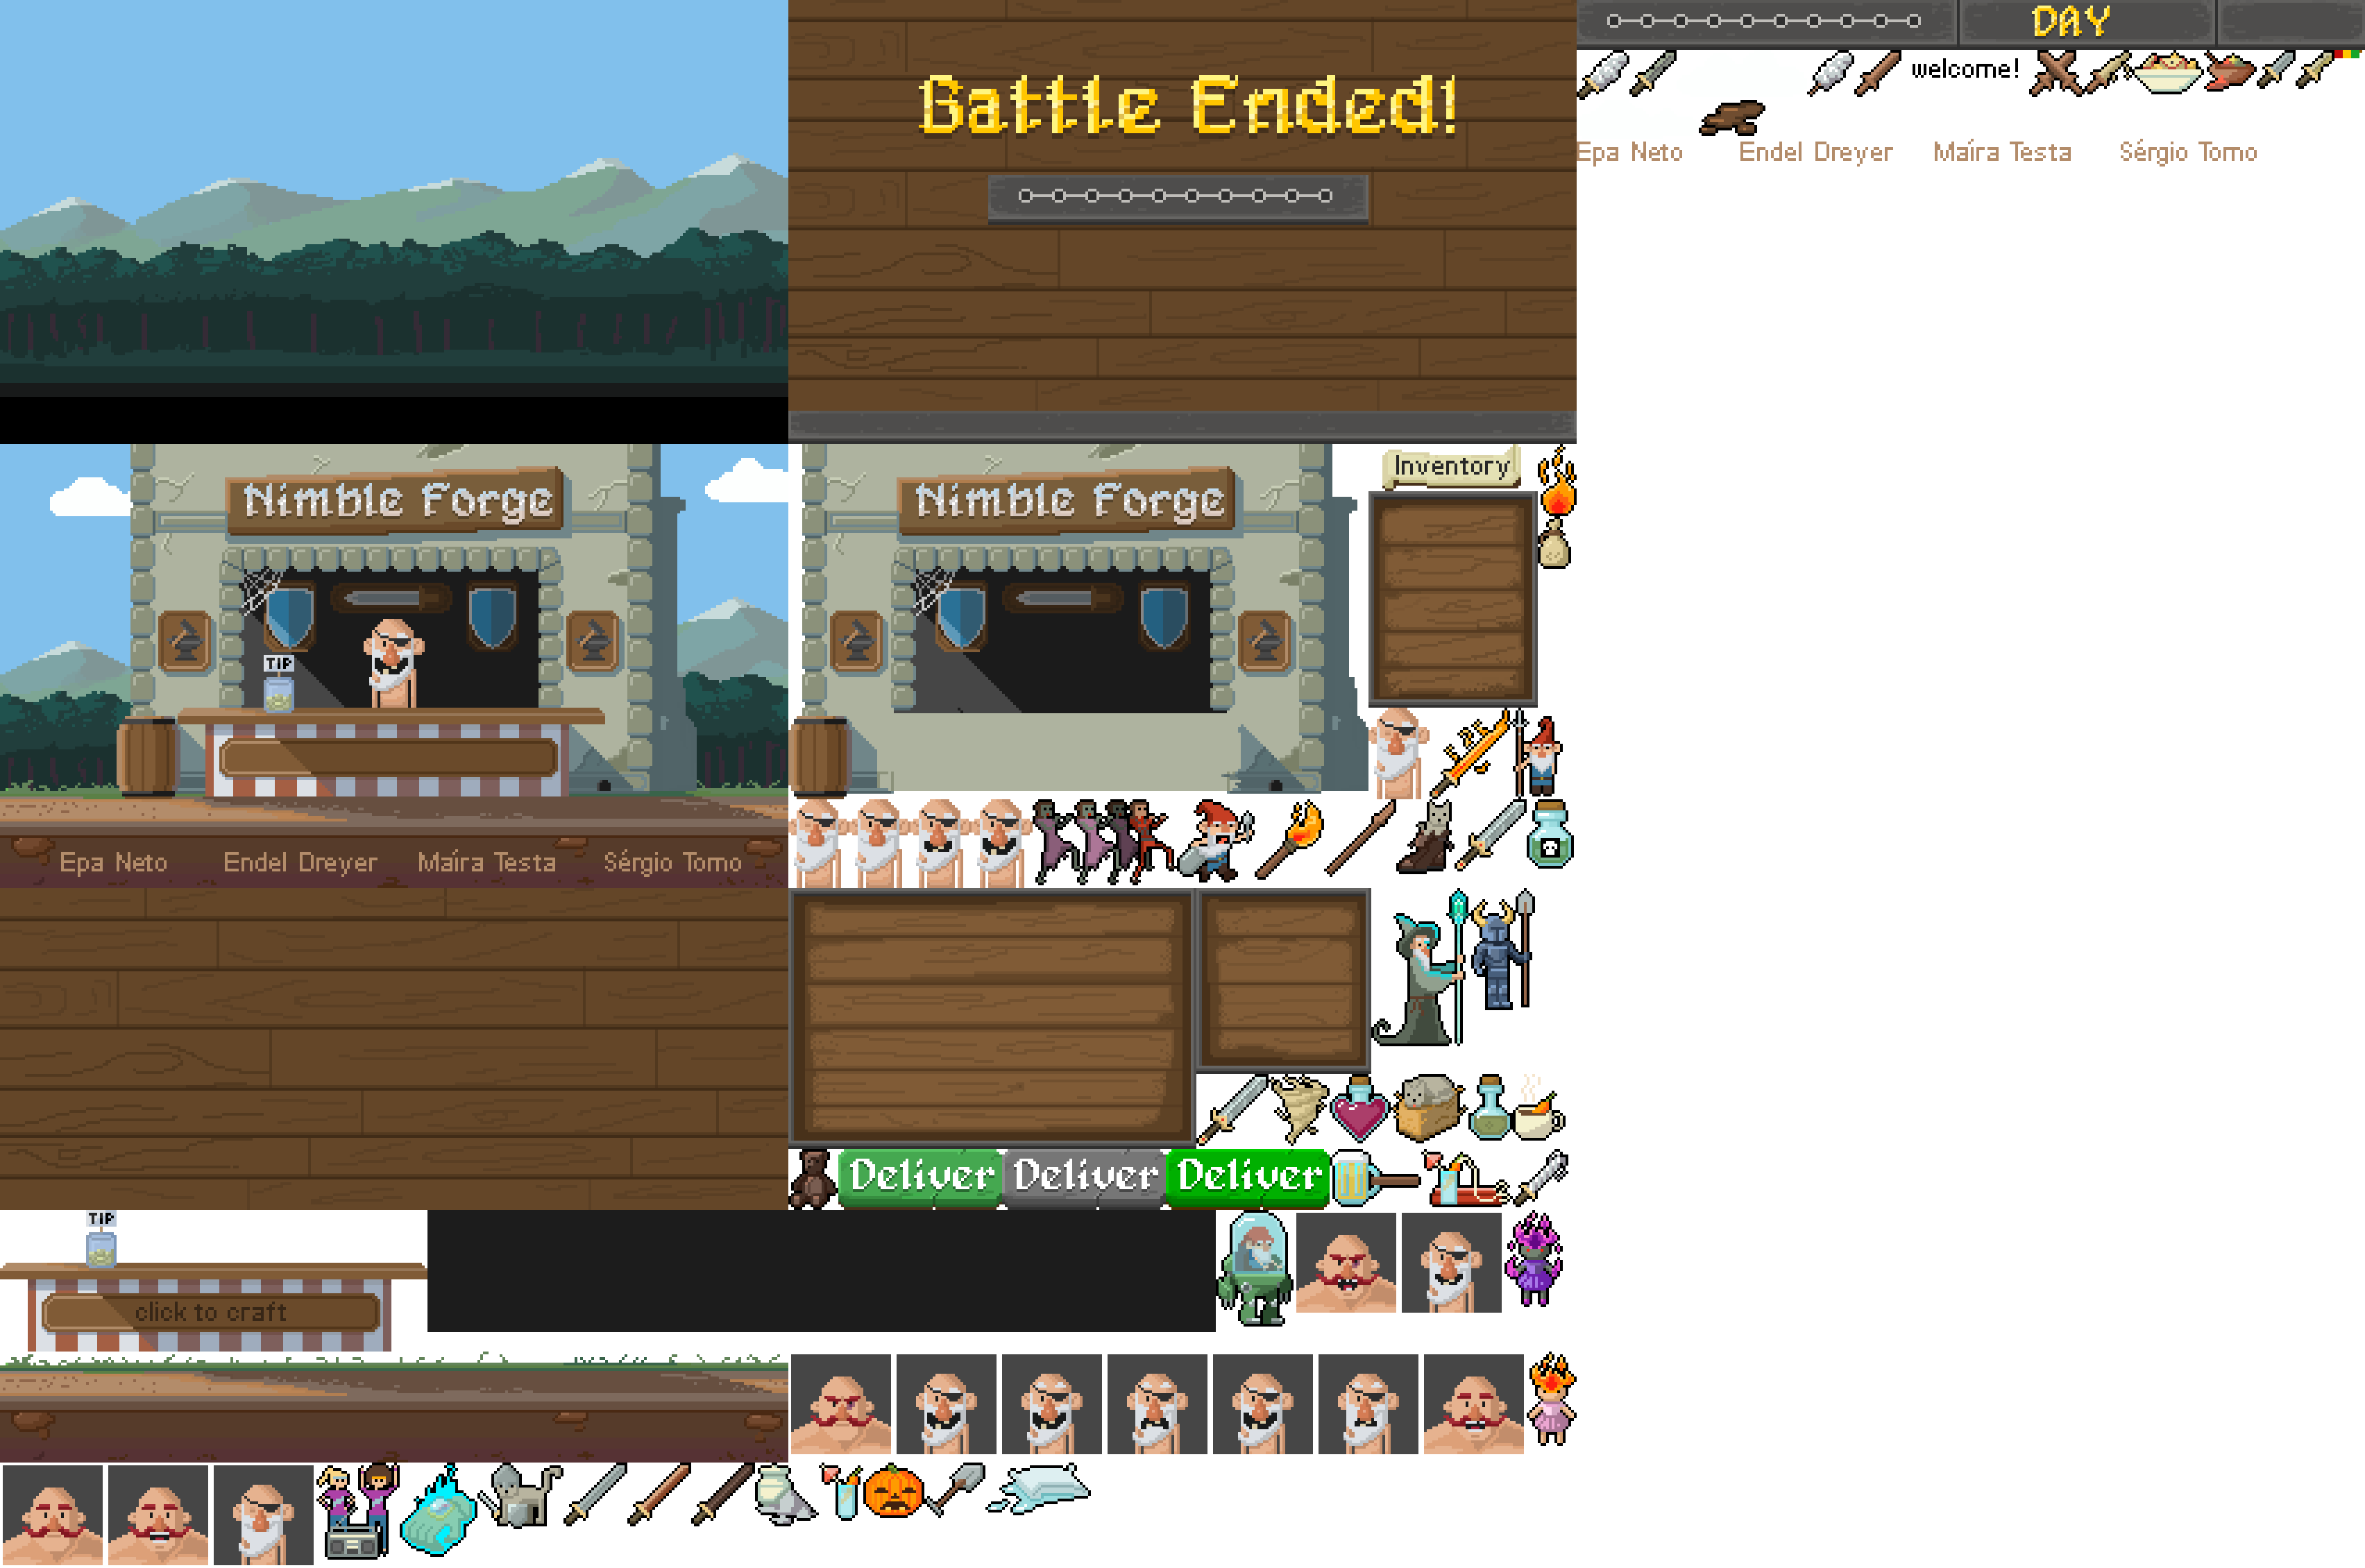 DAY
Battle Ended!
welcome!
Epa Neto Endel Dreyer Maíra Testa Sérgio Tomo
Nimble Forge
TIP
Nimble Forge
Inventory
Epa Neto Endel Dreyer Maíra Testa Sérgio Tomo
Deliver Deliver Deliver
TIP
click to craft